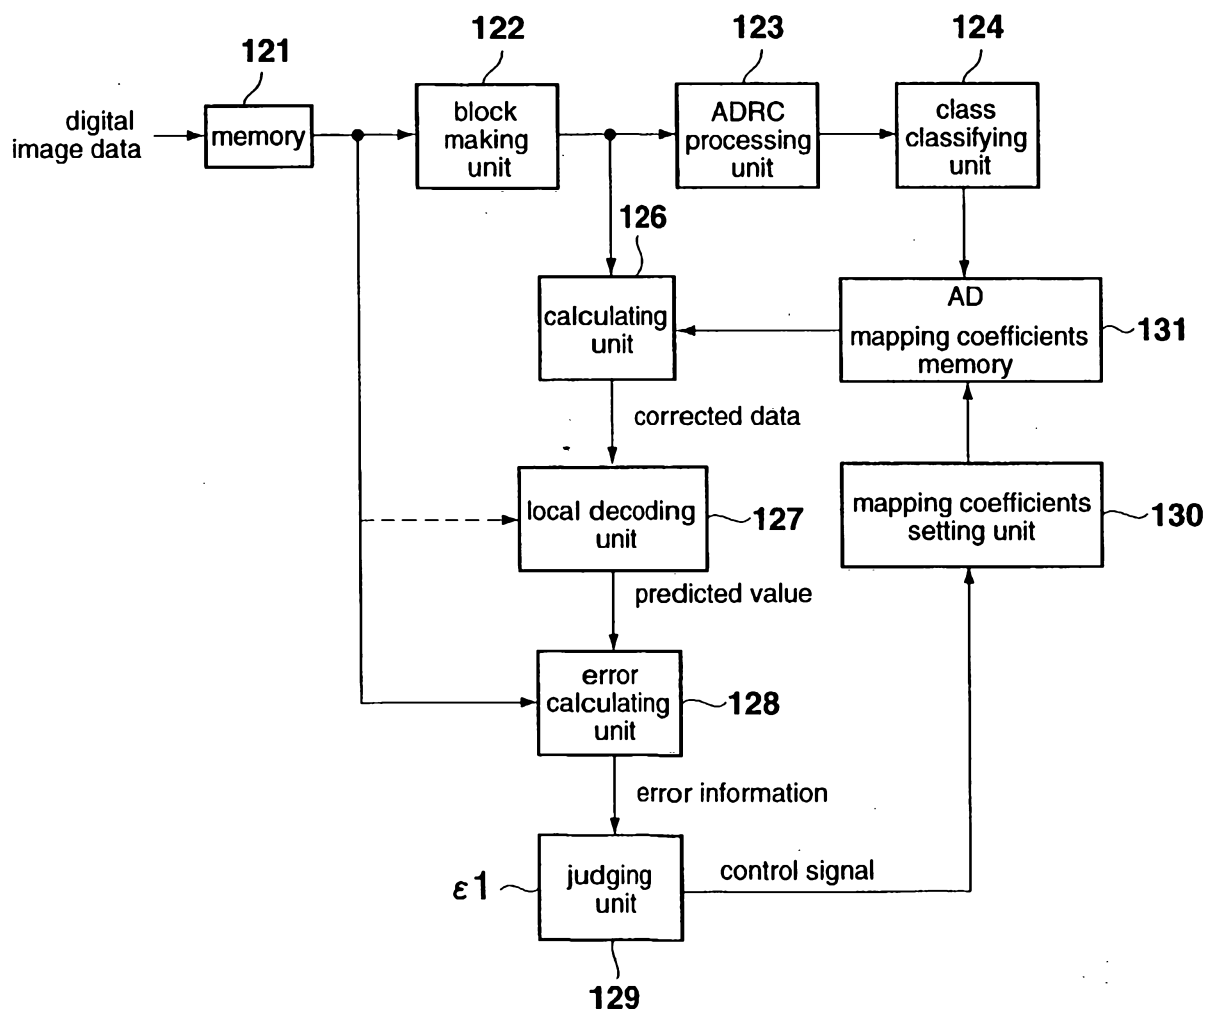 121
122
123
124
digital
image data
memory
block
making
unit
ADRC
processing
unit
class
classifying
unit
126
calculating
unit
AD
mapping coefficients
memory
131
corrected data
local decoding
unit
127
mapping coefficients
setting unit
130
predicted value
error
calculating
unit
128
error information
ε1
judging
unit
control signal
129